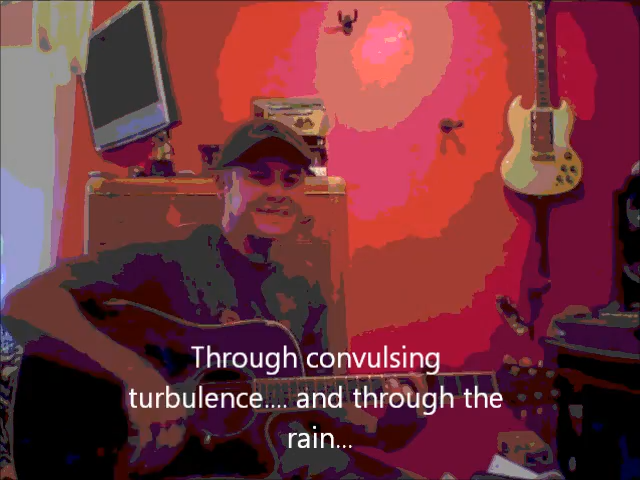 Through convulsing
turbulence.... and through the
rain...